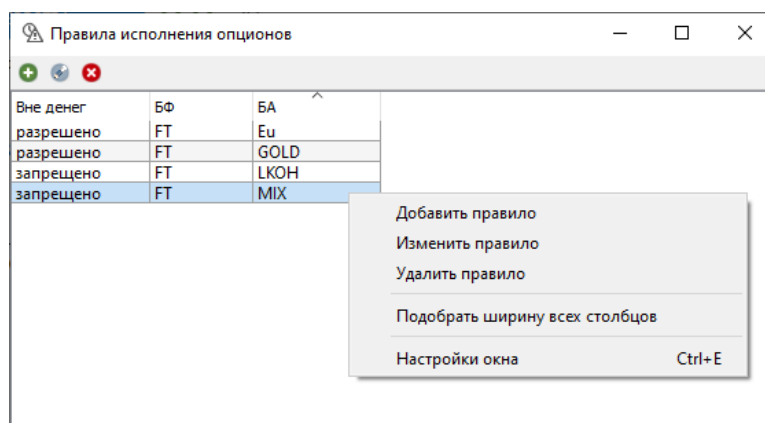 Правила исполнения опционов
Вне денег БФ БА
разрешено FT Eu
разрешено FT GOLD
запрещено FT LKOH
запрещено FT MIX
Добавить правило
Изменить правило
Удалить правило
Подобрать ширину всех столбцов
Настройки окна Ctrl+E